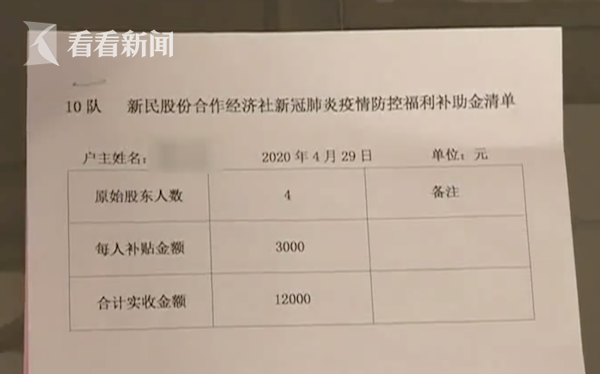 看看新闻
10队 新民股份合作经济社新冠肺炎疫情防控福利补助金清单
户主姓名: 2020年4月29日 单位:元
原始股东人数 4 备注
每人补贴金额 3000
合计实收金额 12000